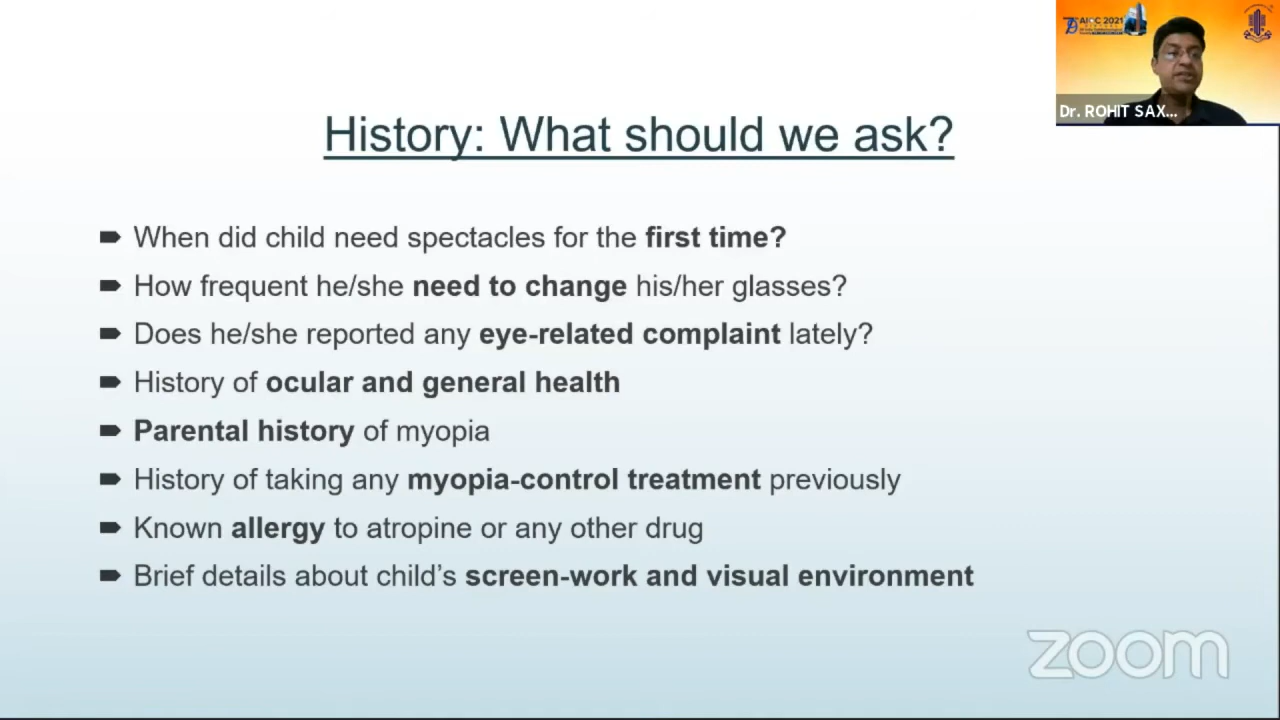 AIOC 2021
Dr. ROHIT SAX...
History: What should we ask?
When did child need spectacles for the first time?
How frequent he/she need to change his/her glasses?
Does he/she reported any eye-related complaint lately?
History of ocular and general health
Parental history of myopia
History of taking any myopia-control treatment previously
Known allergy to atropine or any other drug
Brief details about child’s screen-work and visual environment
zoom